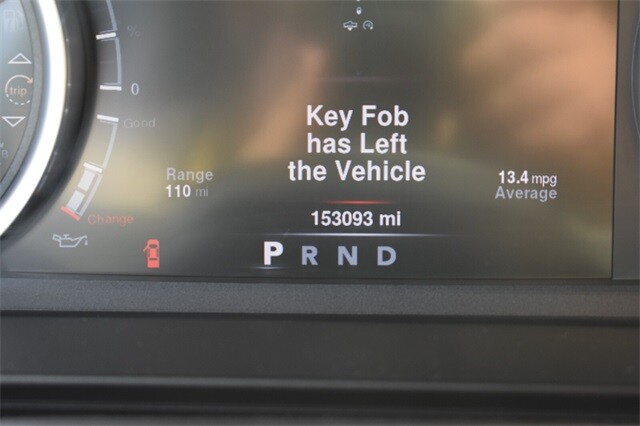 trip
%
0
Good
Change
Key Fob
has Left
the Vehicle
Range
110 mi
13.4 mpg
Average
153093 mi
P R N D